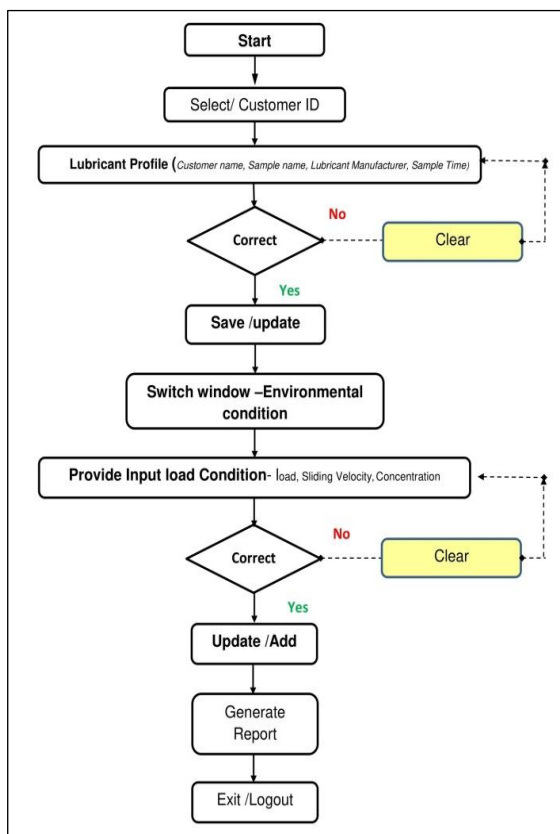 Start
Select/ Customer ID
Lubricant Profile (Customer name, Sample name, Lubricant Manufacturer, Sample Time)
No
Correct
Clear
Yes
Save /update
Switch window –Environmental
condition
Provide Input load Condition- load, Sliding Velocity, Concentration
No
Correct
Clear
Yes
Update /Add
Generate
Report
Exit /Logout